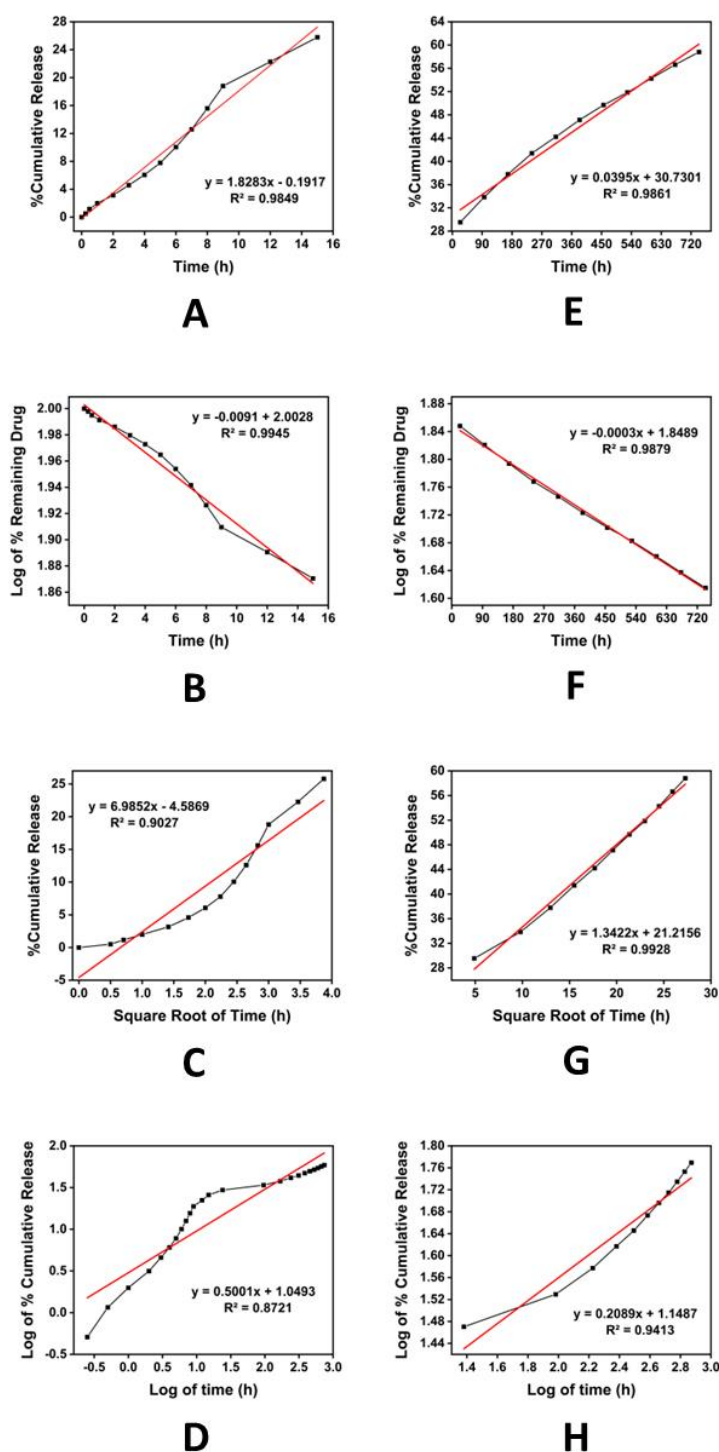 28
24
20
16
12
8
4
0
%Cumulative Release
y = 1.8283x - 0.1917
R² = 0.9849
0 2 4 6 8 10 12 14 16
Time (h)
A
68
64
60
56
52
48
44
40
36
32
28
%Cumulative Release
y = 0.0395x + 30.7301
R² = 0.9861
0 90 180 270 360 450 540 630 720
Time (h)
E
2.00
1.98
1.96
1.94
1.92
1.90
1.88
1.86
Log of % Remaining Drug
y = -0.0091 + 2.0028
R² = 0.9945
0 2 4 6 8 10 12 14 16
Time (h)
B
1.88
1.84
1.80
1.76
1.72
1.68
1.64
1.60
Log of % Remaining Drug
y = -0.0003x + 1.8489
R² = 0.9879
0 90 180 270 360 450 540 630 720
Time (h)
F
25
20
15
10
5
0
-5
%Cumulative Release
y = 6.9852x - 4.5869
R² = 0.9027
0.0 0.5 1.0 1.5 2.0 2.5 3.0 3.5 4.0
Square Root of Time (h)
C
60
56
52
48
44
40
36
32
28
%Cumulative Release
y = 1.3422x + 21.2156
R² = 0.9928
5 10 15 20 25 30
Square Root of Time (h)
G
2.0
1.5
1.0
0.5
0.0
-0.5
Log of % Cumulative Release
y = 0.5001x + 1.0493
R² = 0.8721
-0.5 0.0 0.5 1.0 1.5 2.0 2.5 3.0
Log of time (h)
D
1.80
1.76
1.72
1.68
1.64
1.60
1.56
1.52
1.48
1.44
Log of % Cumulative Release
y = 0.2089x + 1.1487
R² = 0.9413
1.4 1.6 1.8 2.0 2.2 2.4 2.6 2.8 3.0
Log of time (h)
H